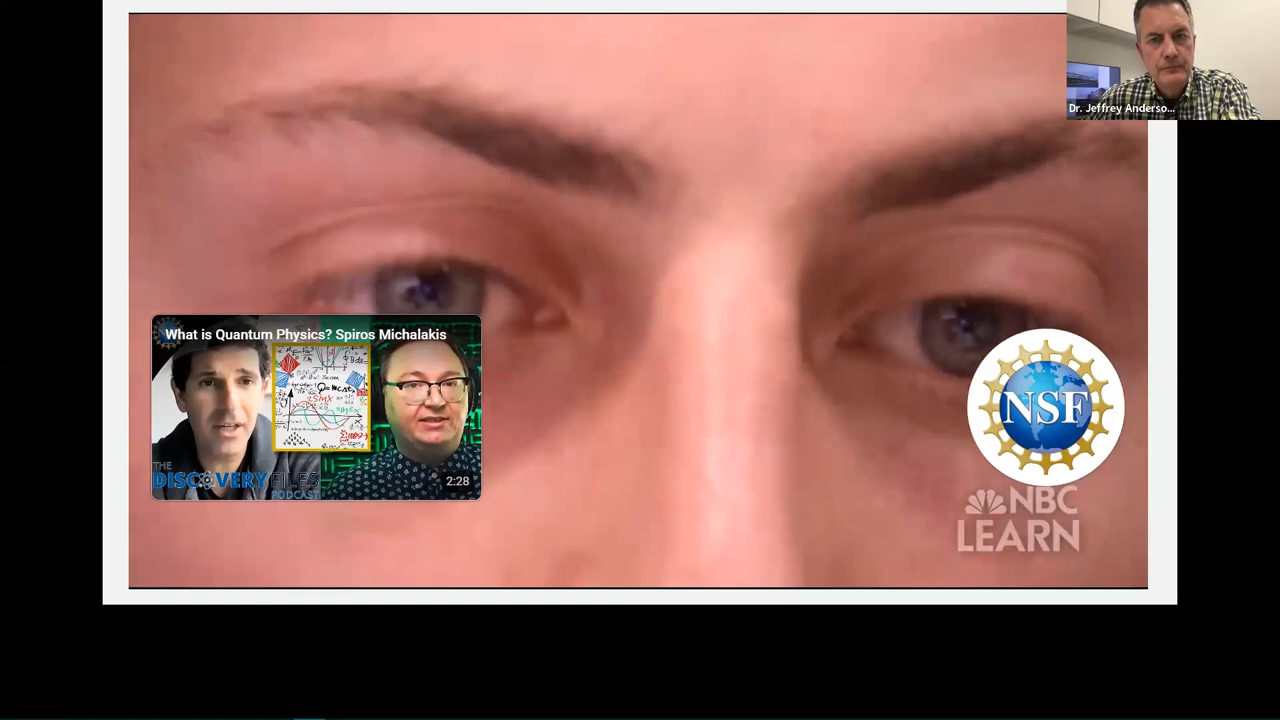 Dr. Jeffrey Anderso...
What is Quantum Physics? Spiros Michalakis
THE
DISCOVERY FILES
PODCAST
2:28
NSF
NBC
LEARN